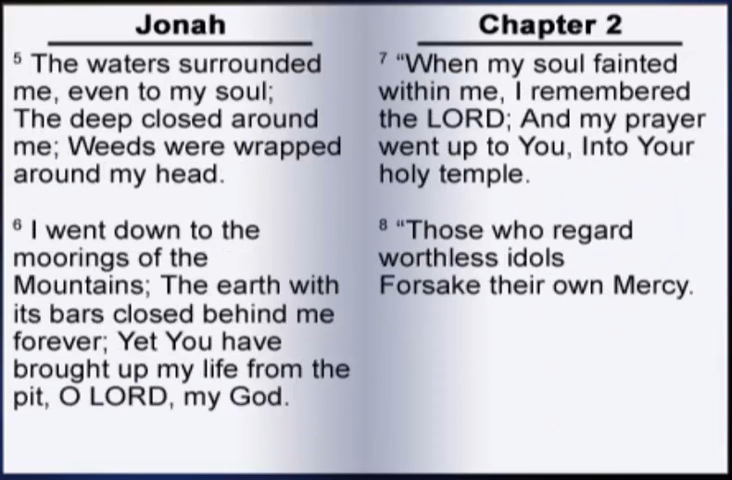 Jonah
⁵ The waters surrounded
me, even to my soul;
The deep closed around
me; Weeds were wrapped
around my head.
⁶ I went down to the
moorings of the
Mountains; The earth with
its bars closed behind me
forever; Yet You have
brought up my life from the
pit, O LORD, my God.
Chapter 2
⁷ “When my soul fainted
within me, I remembered
the LORD; And my prayer
went up to You, Into Your
holy temple.
⁸ “Those who regard
worthless idols
Forsake their own Mercy.